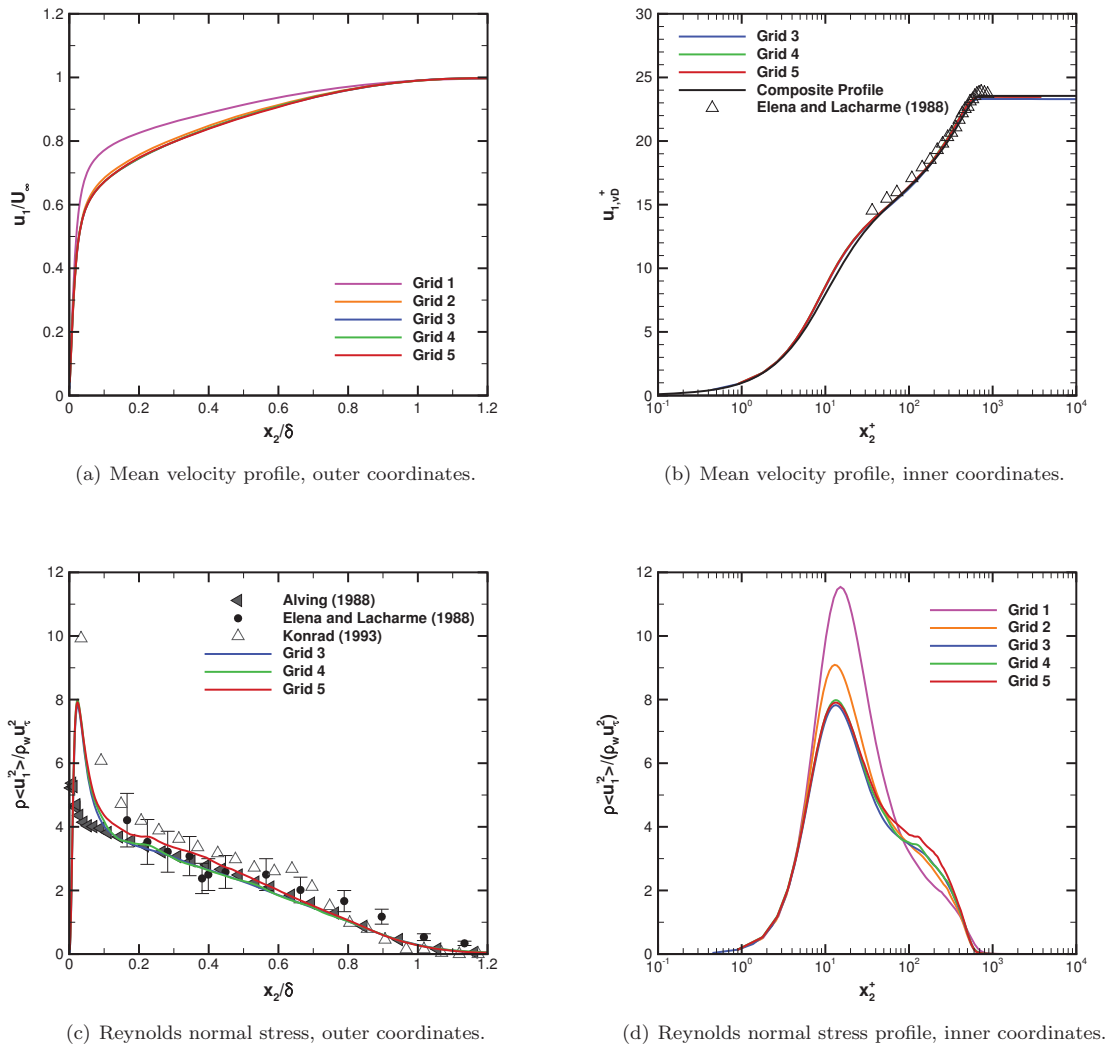 u₁/U∞
1.2
1
0.8
0.6
0.4
0.2
0
0 0.2 0.4 0.6 0.8 1 1.2
x₂/δ
Grid 1
Grid 2
Grid 3
Grid 4
Grid 5
(a) Mean velocity profile, outer coordinates.
u⁺₁,vD
30
25
20
15
10
5
0
10⁻¹ 10⁰ 10¹ 10² 10³ 10⁴
x₂⁺
Grid 3
Grid 4
Grid 5
Composite Profile
Elena and Lacharme (1988)
(b) Mean velocity profile, inner coordinates.
ρ<u₁'²>/ρ_w u_τ²
12
10
8
6
4
2
0
0 0.2 0.4 0.6 0.8 1 1.2
x₂/δ
Alving (1988)
Elena and Lacharme (1988)
Konrad (1993)
Grid 3
Grid 4
Grid 5
(c) Reynolds normal stress, outer coordinates.
ρ<u₁'²>/(ρ_w u_τ²)
12
10
8
6
4
2
0
10⁻¹ 10⁰ 10¹ 10² 10³ 10⁴
x₂⁺
Grid 1
Grid 2
Grid 3
Grid 4
Grid 5
(d) Reynolds normal stress profile, inner coordinates.